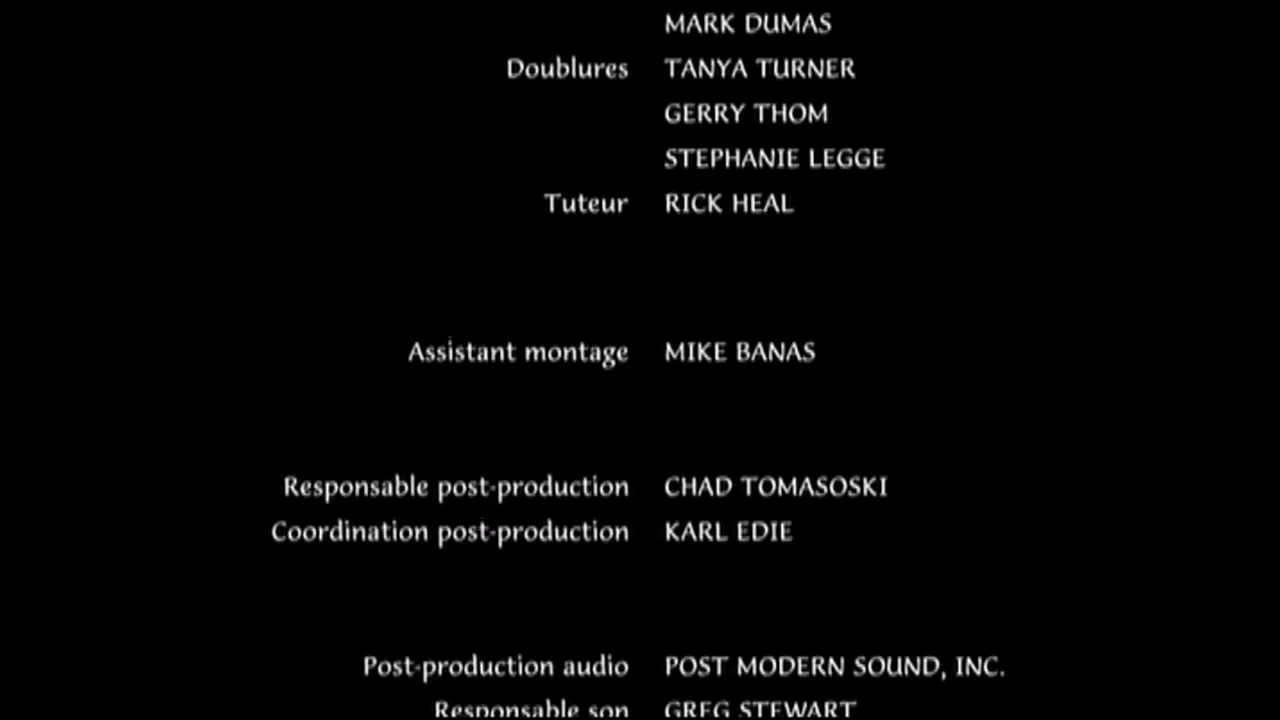 MARK DUMAS
Doublures TANYA TURNER
GERRY THOM
STEPHANIE LEGGE
Tuteur RICK HEAL
Assistant montage MIKE BANAS
Responsable post-production CHAD TOMASOSKI
Coordination post-production KARL EDIE
Post-production audio POST MODERN SOUND, INC.
Responsable son GREG STEWART